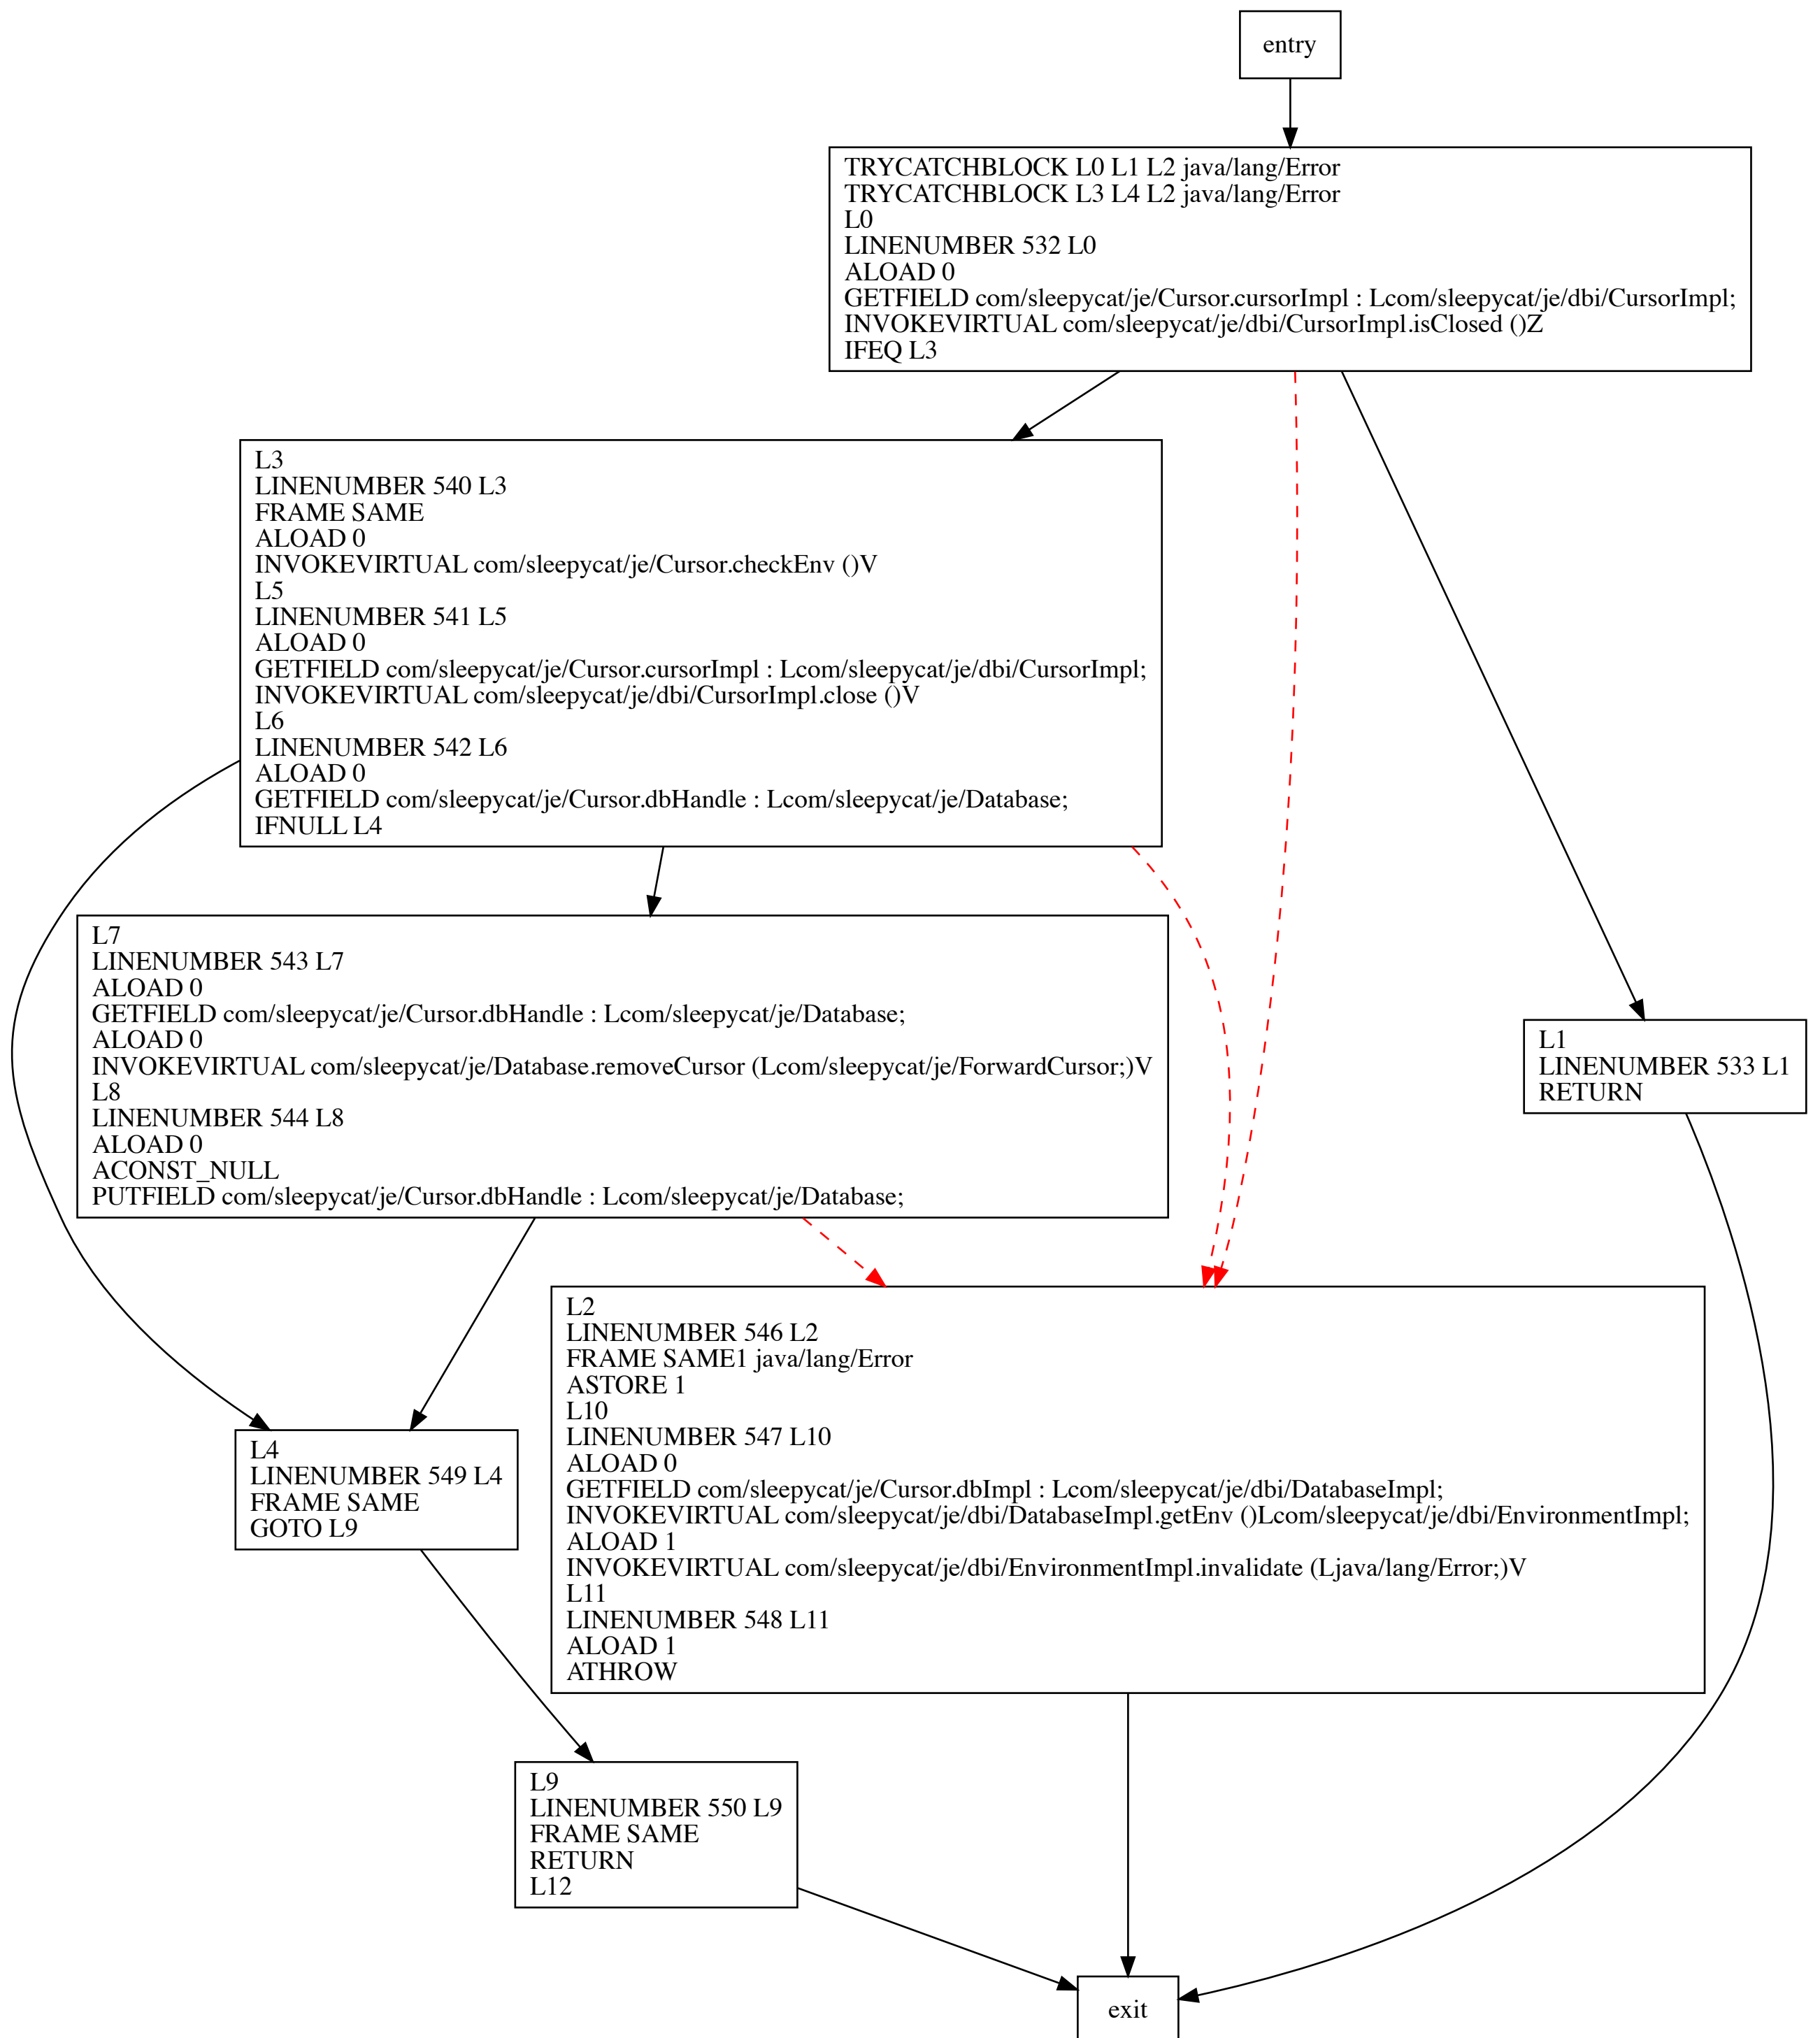 entry
TRYCATCHBLOCK L0 L1 L2 java/lang/Error
TRYCATCHBLOCK L3 L4 L2 java/lang/Error
L0
LINENUMBER 532 L0
ALOAD 0
GETFIELD com/sleepycat/je/Cursor.cursorImpl : Lcom/sleepycat/je/dbi/CursorImpl;
INVOKEVIRTUAL com/sleepycat/je/dbi/CursorImpl.isClosed ()Z
IFEQ L3
L3
LINENUMBER 540 L3
FRAME SAME
ALOAD 0
INVOKEVIRTUAL com/sleepycat/je/Cursor.checkEnv ()V
L5
LINENUMBER 541 L5
ALOAD 0
GETFIELD com/sleepycat/je/Cursor.cursorImpl : Lcom/sleepycat/je/dbi/CursorImpl;
INVOKEVIRTUAL com/sleepycat/je/dbi/CursorImpl.close ()V
L6
LINENUMBER 542 L6
ALOAD 0
GETFIELD com/sleepycat/je/Cursor.dbHandle : Lcom/sleepycat/je/Database;
IFNULL L4
L7
LINENUMBER 543 L7
ALOAD 0
GETFIELD com/sleepycat/je/Cursor.dbHandle : Lcom/sleepycat/je/Database;
ALOAD 0
INVOKEVIRTUAL com/sleepycat/je/Database.removeCursor (Lcom/sleepycat/je/ForwardCursor;)V
L8
LINENUMBER 544 L8
ALOAD 0
ACONST_NULL
PUTFIELD com/sleepycat/je/Cursor.dbHandle : Lcom/sleepycat/je/Database;
L1
LINENUMBER 533 L1
RETURN
L2
LINENUMBER 546 L2
FRAME SAME1 java/lang/Error
ASTORE 1
L10
LINENUMBER 547 L10
ALOAD 0
GETFIELD com/sleepycat/je/Cursor.dbImpl : Lcom/sleepycat/je/dbi/DatabaseImpl;
INVOKEVIRTUAL com/sleepycat/je/dbi/DatabaseImpl.getEnv ()Lcom/sleepycat/je/dbi/EnvironmentImpl;
ALOAD 1
INVOKEVIRTUAL com/sleepycat/je/dbi/EnvironmentImpl.invalidate (Ljava/lang/Error;)V
L11
LINENUMBER 548 L11
ALOAD 1
ATHROW
L4
LINENUMBER 549 L4
FRAME SAME
GOTO L9
L9
LINENUMBER 550 L9
FRAME SAME
RETURN
L12
exit